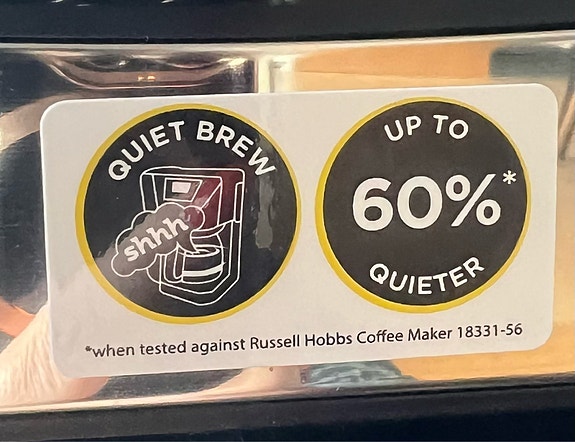 QUIET BREW
shhh
UP TO
60%*
QUIETER
*when tested against Russell Hobbs Coffee Maker 18331-56